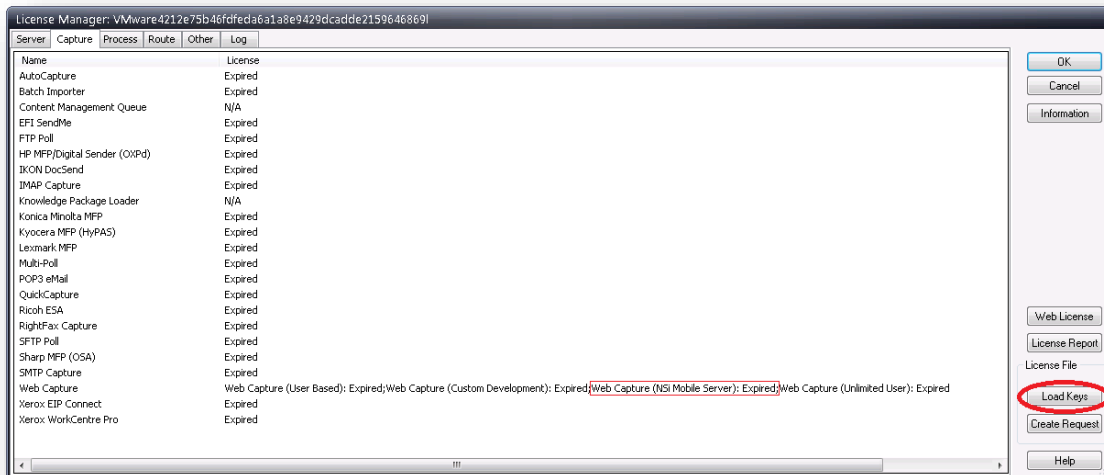 License Manager: VMware4212e75b46fdfeda6a1a8e9429dcadde2159646869l
Server Capture Process Route Other Log
Name License
AutoCapture Expired
Batch Importer Expired
Content Management Queue N/A
EFI SendMe Expired
FTP Poll Expired
HP MFP/Digital Sender (OXPd) Expired
IKON DocSend Expired
IMAP Capture Expired
Knowledge Package Loader N/A
Konica Minolta MFP Expired
Kyocera MFP (HyPAS) Expired
Lexmark MFP Expired
Multi-Poll Expired
POP3 eMail Expired
QuickCapture Expired
Ricoh ESA Expired
RightFax Capture Expired
SFTP Poll Expired
Sharp MFP (OSA) Expired
SMTP Capture Expired
Web Capture Web Capture (User Based): Expired;Web Capture (Custom Development): Expired;Web Capture (NSi Mobile Server): Expired;Web Capture (Unlimited User): Expired
Xerox EIP Connect Expired
Xerox WorkCentre Pro Expired
OK
Cancel
Information
Web License
License Report
License File
Load Keys
Create Request
Help